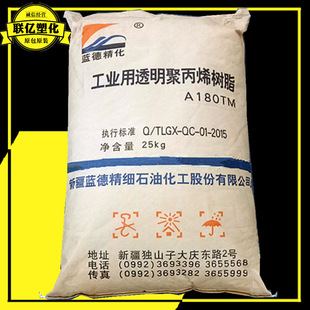 诚信经营
联亿塑化
原包原装
®
蓝德精化
工业用透明聚丙烯树脂
A180TM
执行标准 Q/TLGX-QC-01-2015
净含量 25kg
新疆蓝德精细石油化工股份有限公司
地址 新疆独山子大庆东路2号
电话 (0992)3693396 3655568
传真 (0992)3693282 3655999